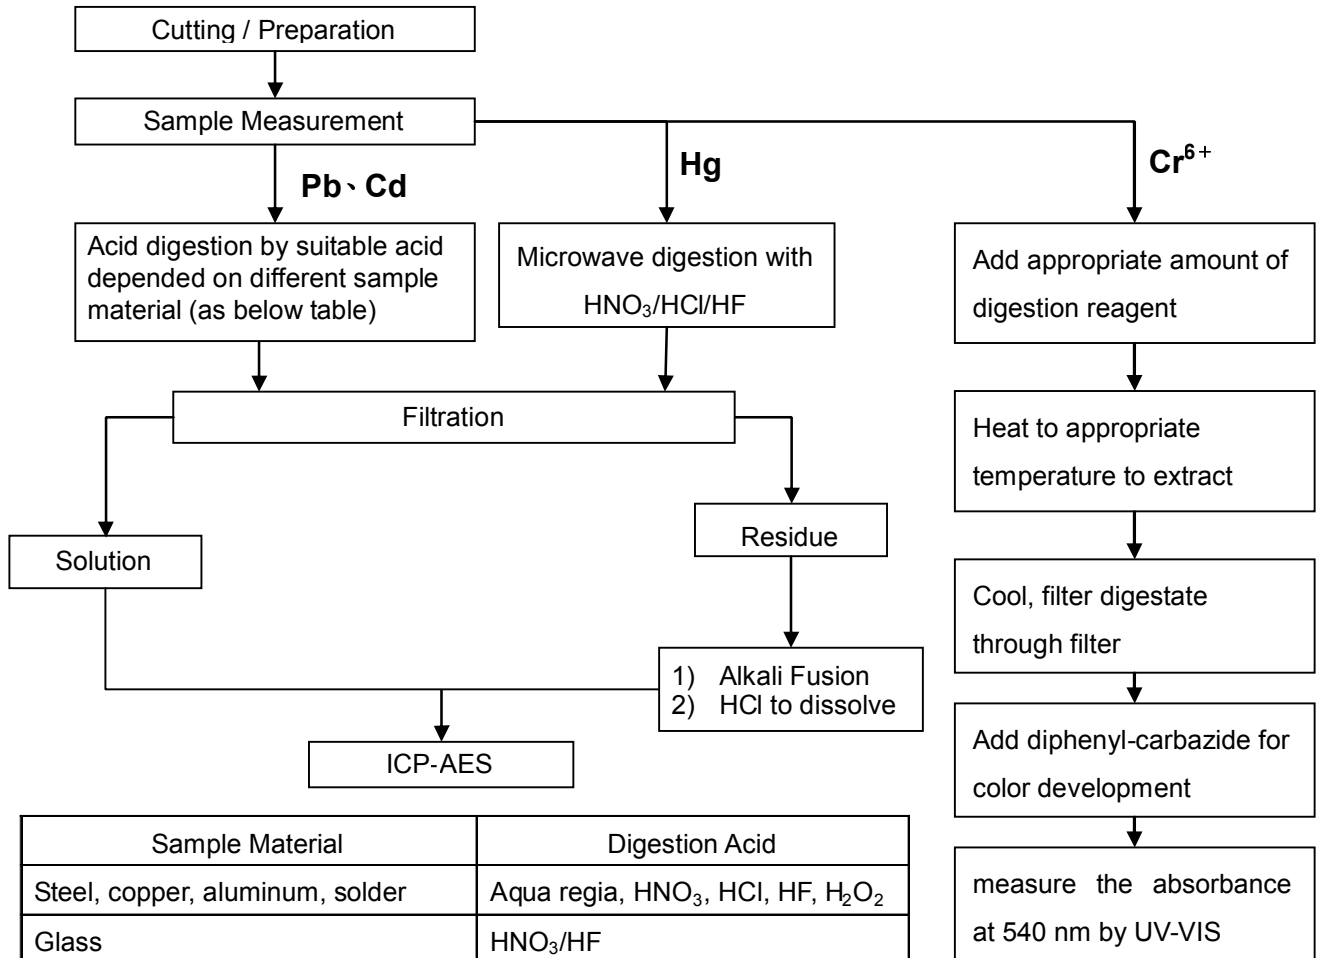 Cutting / Preparation
Sample Measurement
Pb、Cd
Hg
Cr⁶⁺
Acid digestion by suitable acid
depended on different sample
material (as below table)
Microwave digestion with
HNO₃/HCl/HF
Add appropriate amount of
digestion reagent
Filtration
Heat to appropriate
temperature to extract
Solution
Residue
Cool, filter digestate
through filter
1) Alkali Fusion
2) HCl to dissolve
ICP-AES
Add diphenyl-carbazide for
color development
measure the absorbance
at 540 nm by UV-VIS
Sample Material Digestion Acid
Steel, copper, aluminum, solder Aqua regia, HNO₃, HCl, HF, H₂O₂
Glass HNO₃/HF